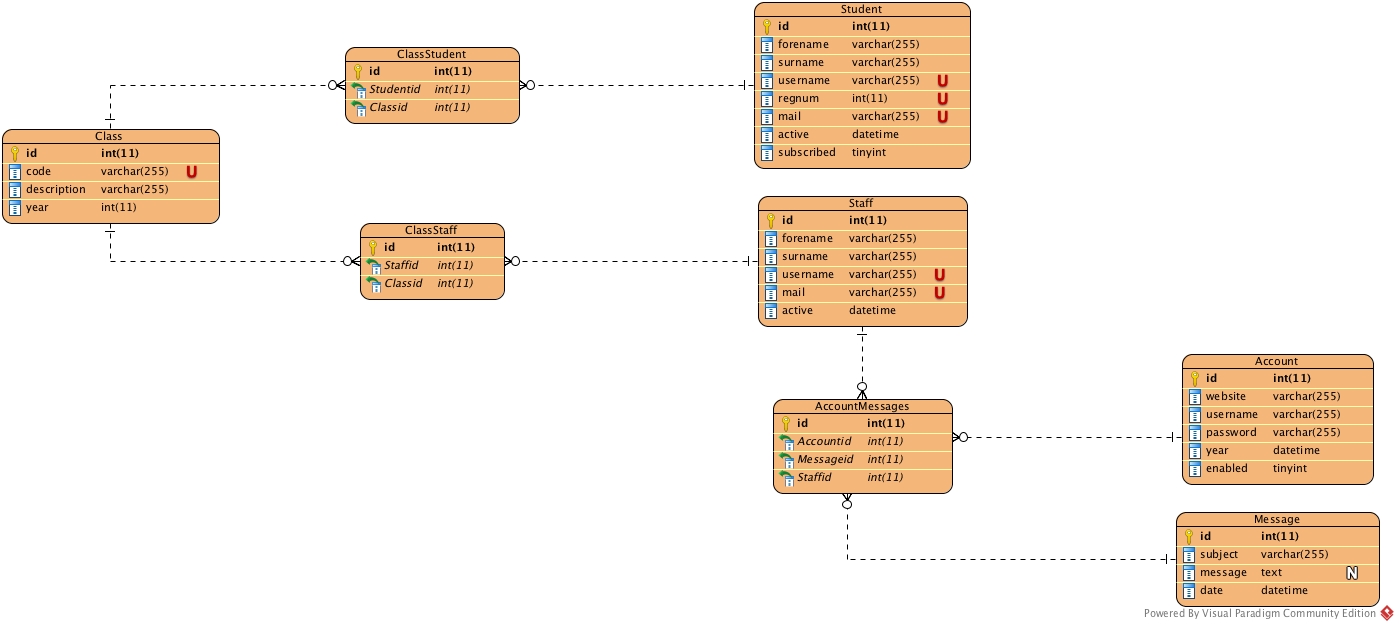 Student
id int(11)
forename varchar(255)
surname varchar(255)
username varchar(255) U
regnum int(11) U
mail varchar(255) U
active datetime
subscribed tinyint
ClassStudent
id int(11)
Studentid int(11)
Classid int(11)
Class
id int(11)
code varchar(255) U
description varchar(255)
year int(11)
ClassStaff
id int(11)
Staffid int(11)
Classid int(11)
Staff
id int(11)
forename varchar(255)
surname varchar(255)
username varchar(255) U
mail varchar(255) U
active datetime
AccountMessages
id int(11)
Accountid int(11)
Messageid int(11)
Staffid int(11)
Account
id int(11)
website varchar(255)
username varchar(255)
password varchar(255)
year datetime
enabled tinyint
Message
id int(11)
subject varchar(255)
message text N
date datetime
Powered By Visual Paradigm Community Edition